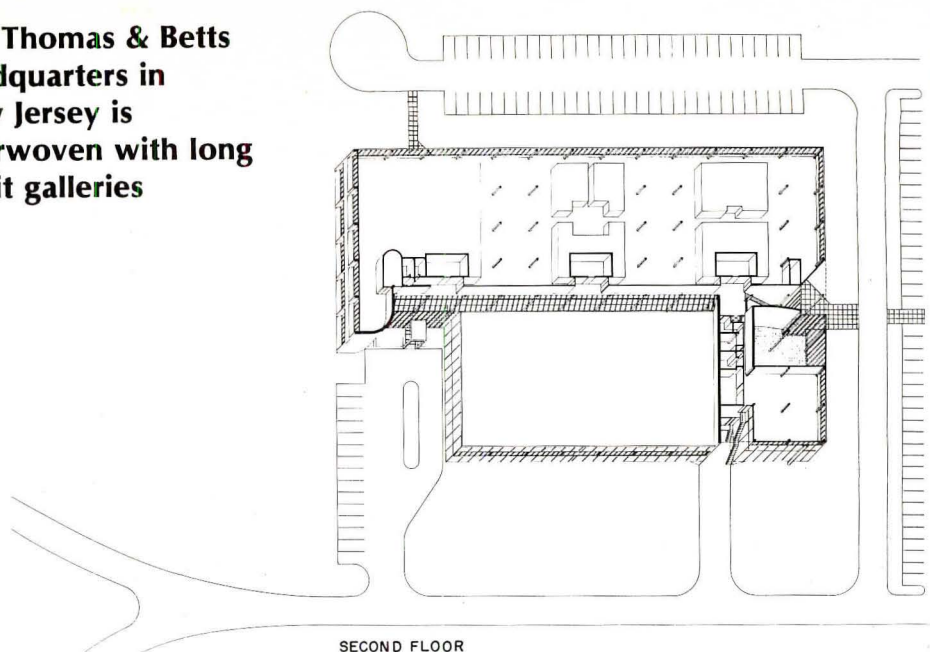 Thomas & Betts
dquarters in
Jersey is
rwoven with long
it galleries
SECOND FLOOR